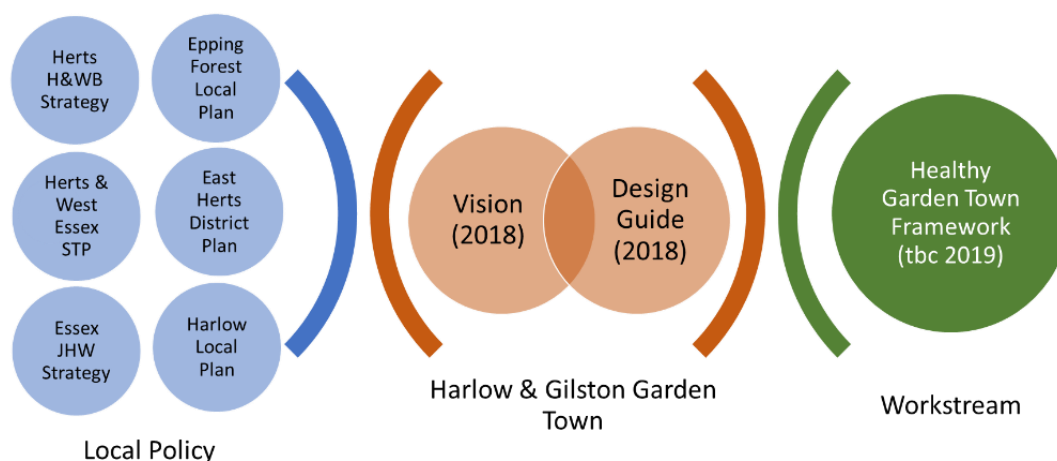 Herts
H&WB
Strategy
Epping
Forest
Local
Plan
Herts &
West
Essex
STP
East
Herts
District
Plan
Essex
JHW
Strategy
Harlow
Local
Plan
Local Policy
Vision
(2018)
Design
Guide
(2018)
Harlow & Gilston Garden
Town
Healthy
Garden Town
Framework
(tbc 2019)
Workstream